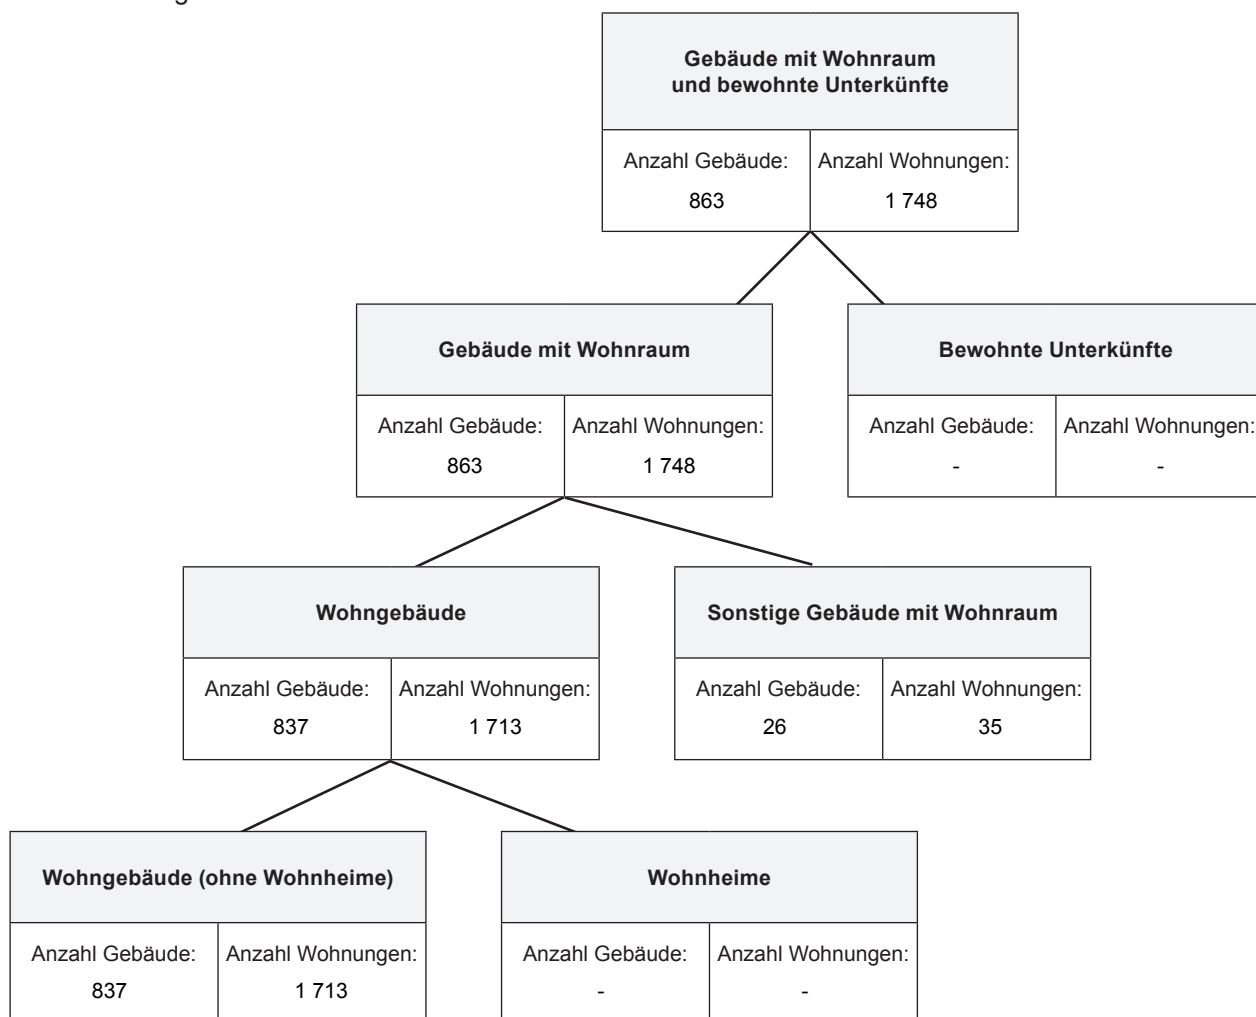 Gebäude mit Wohnraum
und bewohnte Unterkünfte
Anzahl Gebäude: Anzahl Wohnungen:
863 1 748
Gebäude mit Wohnraum Bewohnte Unterkünfte
Anzahl Gebäude: Anzahl Wohnungen: Anzahl Gebäude: Anzahl Wohnungen:
863 1 748 - -
Wohngebäude Sonstige Gebäude mit Wohnraum
Anzahl Gebäude: Anzahl Wohnungen: Anzahl Gebäude: Anzahl Wohnungen:
837 1 713 26 35
Wohngebäude (ohne Wohnheime) Wohnheime
Anzahl Gebäude: Anzahl Wohnungen: Anzahl Gebäude: Anzahl Wohnungen:
837 1 713 - -